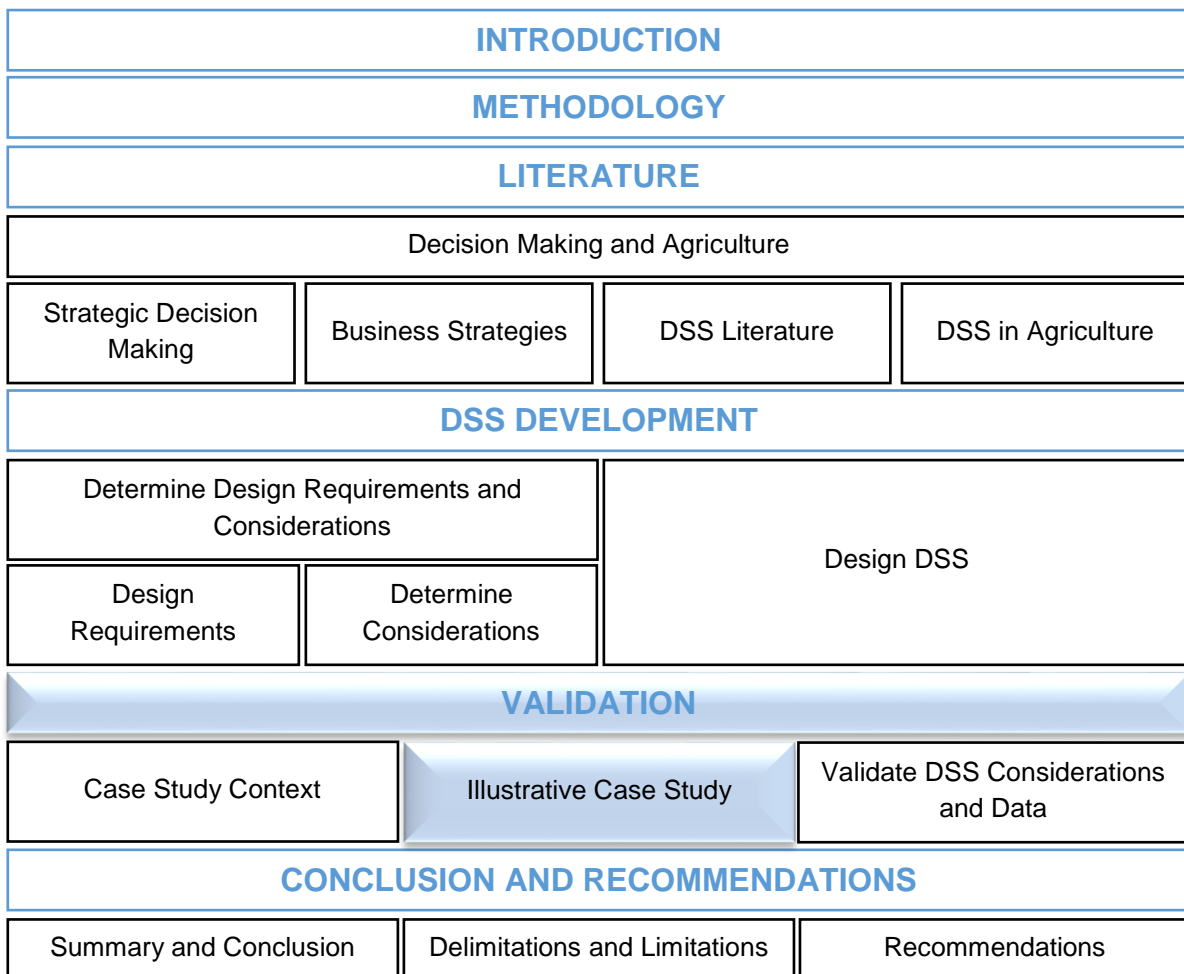 INTRODUCTION
METHODOLOGY
LITERATURE
Decision Making and Agriculture
Strategic Decision
Making
Business Strategies
DSS Literature
DSS in Agriculture
DSS DEVELOPMENT
Determine Design Requirements and
Considerations
Design
Requirements
Determine
Considerations
Design DSS
VALIDATION
Case Study Context
Illustrative Case Study
Validate DSS Considerations
and Data
CONCLUSION AND RECOMMENDATIONS
Summary and Conclusion
Delimitations and Limitations
Recommendations